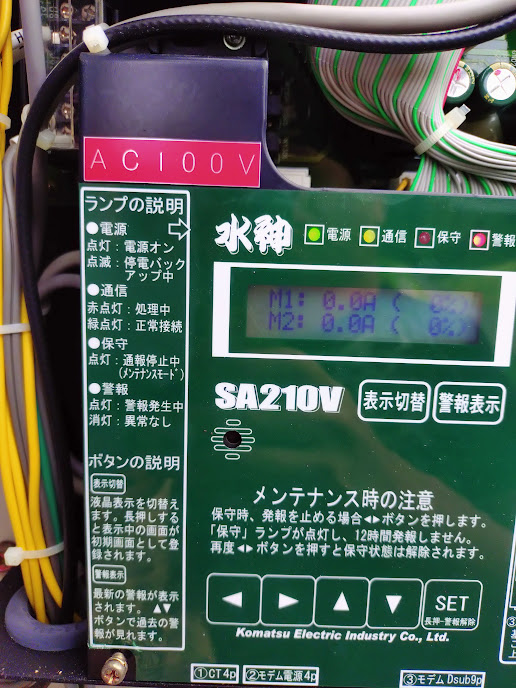 AC100V
ランプの説明
●電源
点灯：電源オン
点滅：停電バック
アップ中
●通信
赤点灯：処理中
緑点灯：正常接続
●保守
点灯：通報停止中
(メンテナンスモード)
●警報
点灯：警報発生中
消灯：異常なし
ボタンの説明
表示切替
液晶表示を切替え
ます。長押しする
と表示中の画面が
初期画面として登
録されます。
警報表示
最新の警報が表示
されます。▲▼
ボタンで過去の警
報が見れます。
水神
電源 通信 保守 警報
M1: 0.0A ( 0%)
M2: 0.0A ( 0%)
SA210V
表示切替 警報表示
メンテナンス時の注意
保守時、発報を止める場合◀▶ボタンを押します。
「保守」ランプが点灯し、12時間発報しません。
再度◀▶ボタンを押すと保守状態は解除されます。
◀ ▶ ▲ ▼ SET
長押-警報解除
Komatsu Electric Industry Co., Ltd.
①CT4p ②モデム電源4p ③モデムDsub9p